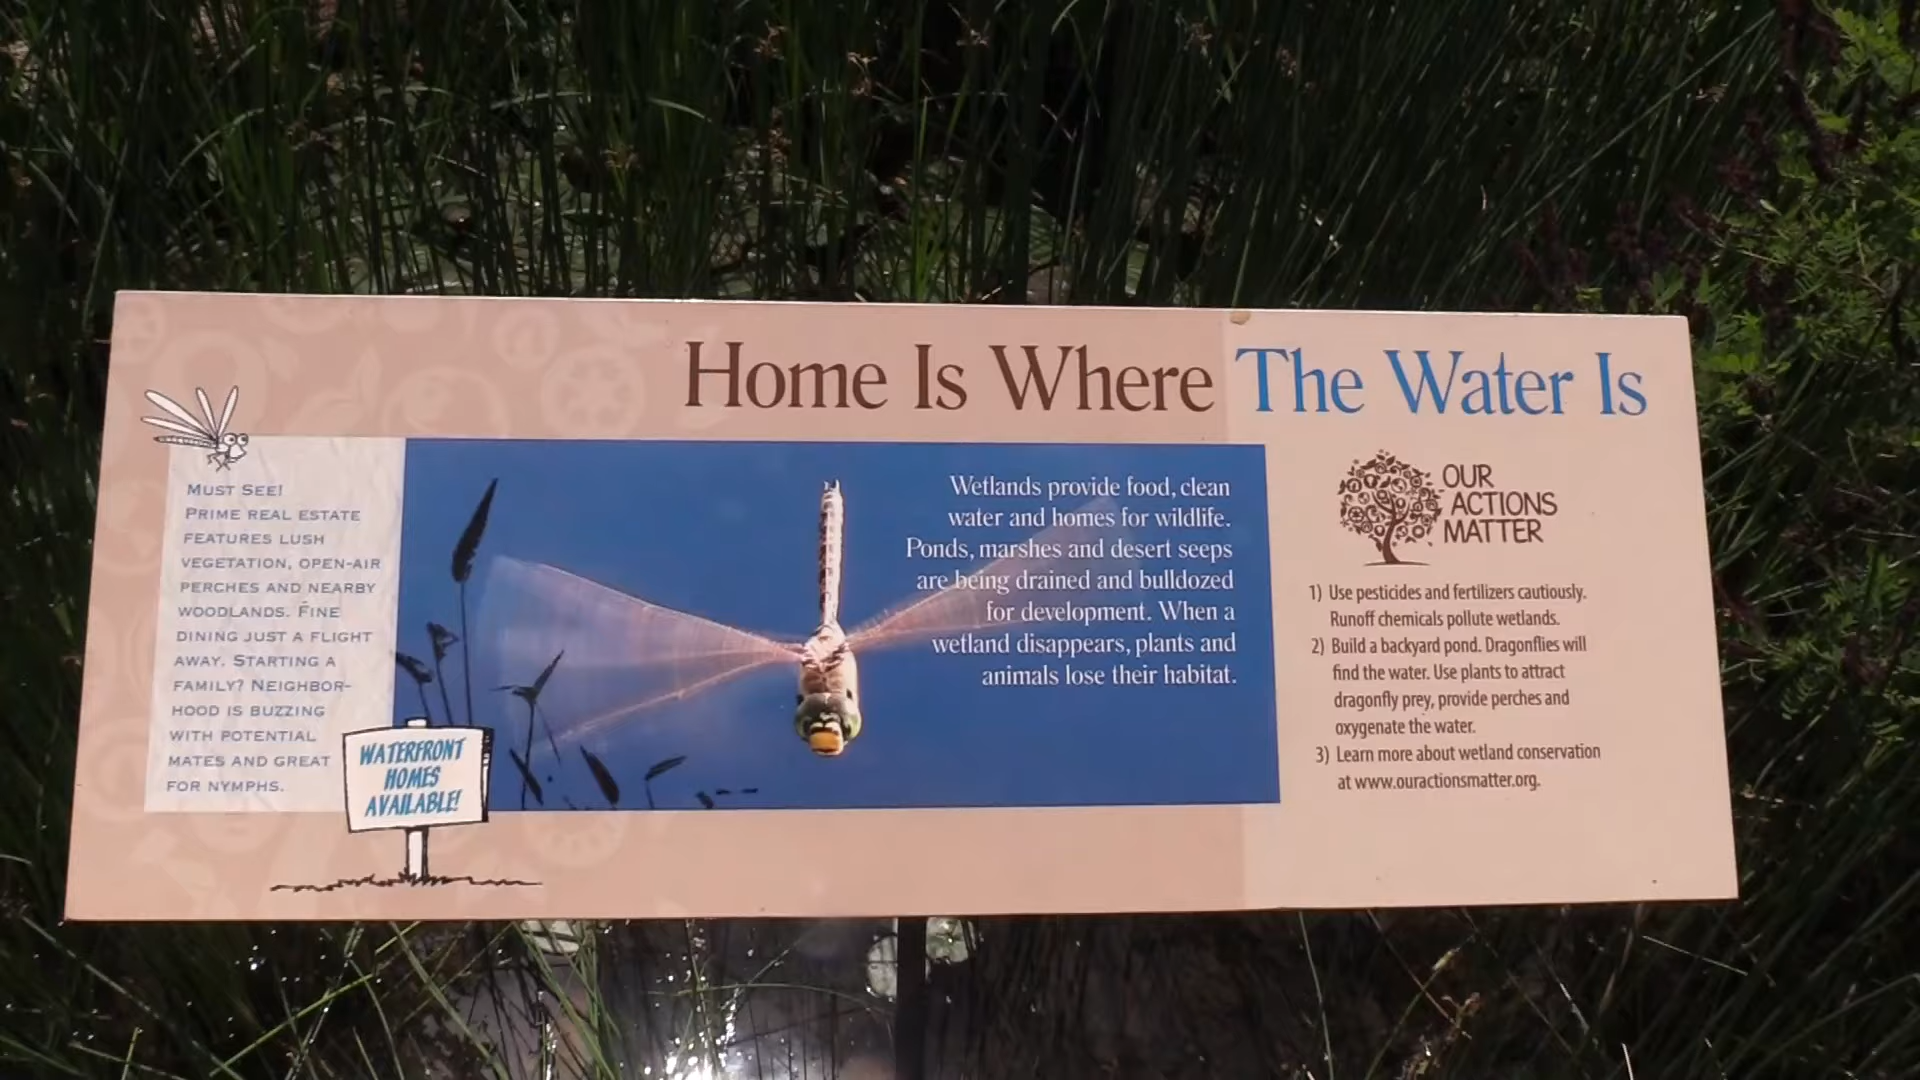 Home Is Where The Water Is
MUST SEE!
PRIME REAL ESTATE
FEATURES LUSH
VEGETATION, OPEN-AIR
PERCHES AND NEARBY
WOODLANDS. FINE
DINING JUST A FLIGHT
AWAY. STARTING A
FAMILY? NEIGHBOR-
HOOD IS BUZZING
WITH POTENTIAL
MATES AND GREAT
FOR NYMPHS.
WATERFRONT
HOMES
AVAILABLE!
Wetlands provide food, clean
water and homes for wildlife.
Ponds, marshes and desert seeps
are being drained and bulldozed
for development. When a
wetland disappears, plants and
animals lose their habitat.
OUR
ACTIONS
MATTER
1) Use pesticides and fertilizers cautiously.
Runoff chemicals pollute wetlands.
2) Build a backyard pond. Dragonflies will
find the water. Use plants to attract
dragonfly prey, provide perches and
oxygenate the water.
3) Learn more about wetland conservation
at www.ouractionsmatter.org.